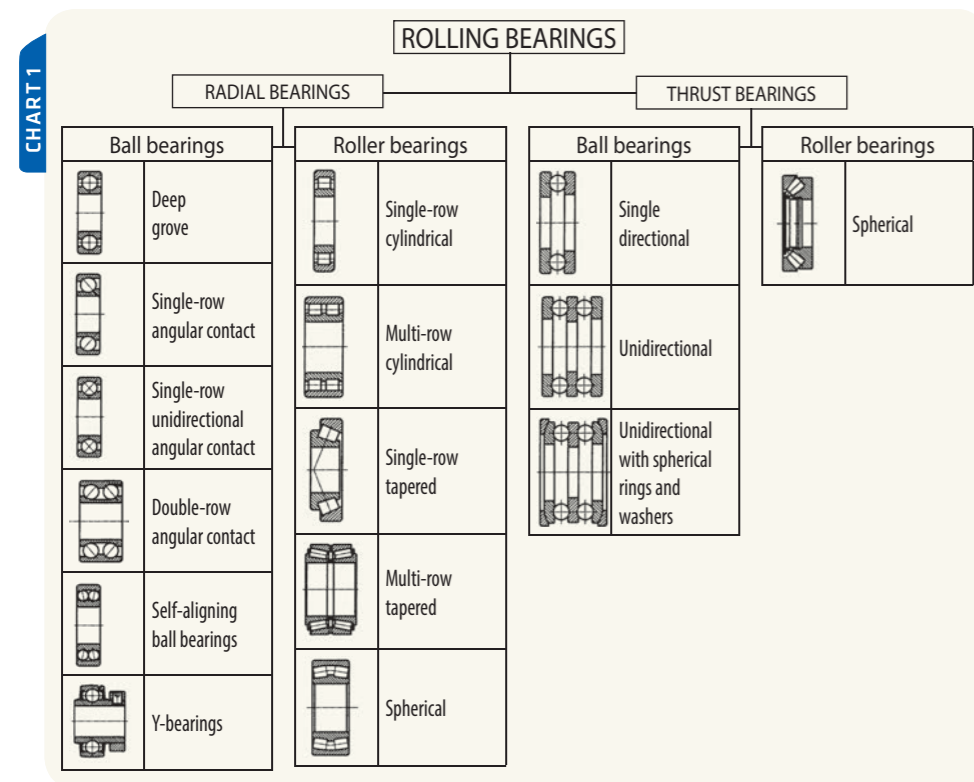 CHART 1
ROLLING BEARINGS
RADIAL BEARINGS
THRUST BEARINGS
Ball bearings
Deep
grove
Single-row
angular contact
Single-row
unidirectional
angular contact
Double-row
angular contact
Self-aligning
ball bearings
Y-bearings
Roller bearings
Single-row
cylindrical
Multi-row
cylindrical
Single-row
tapered
Multi-row
tapered
Spherical
Ball bearings
Single
directional
Unidirectional
Unidirectional
with spherical
rings and
washers
Roller bearings
Spherical